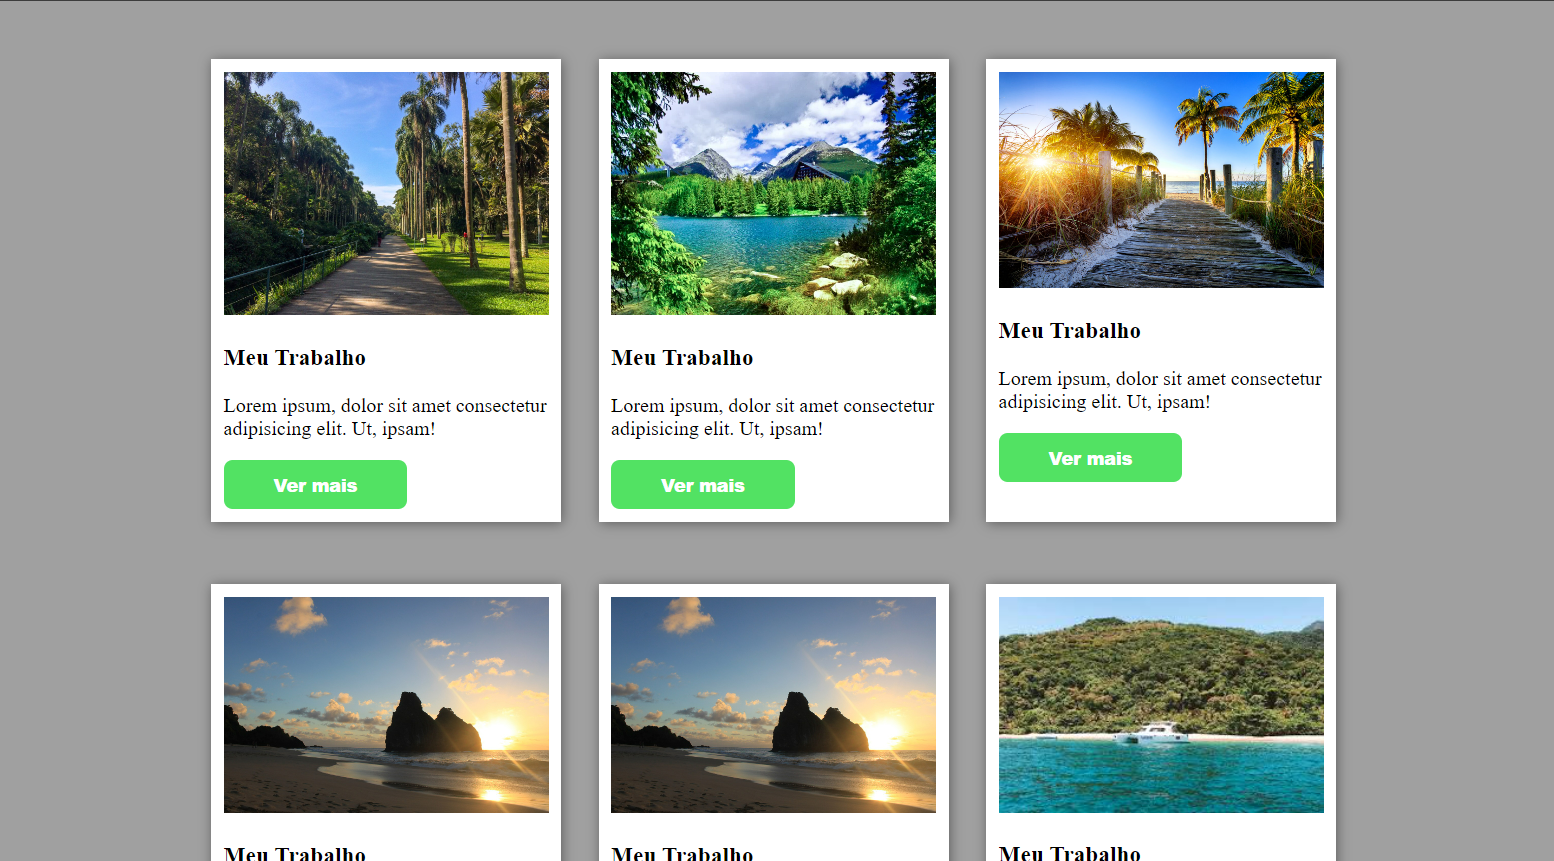 Meu Trabalho
Lorem ipsum, dolor sit amet consectetur
adipisicing elit. Ut, ipsam!
Ver mais
Meu Trabalho
Lorem ipsum, dolor sit amet consectetur
adipisicing elit. Ut, ipsam!
Ver mais
Meu Trabalho
Lorem ipsum, dolor sit amet consectetur
adipisicing elit. Ut, ipsam!
Ver mais
Meu Trabalho
Meu Trabalho
Meu Trabalho